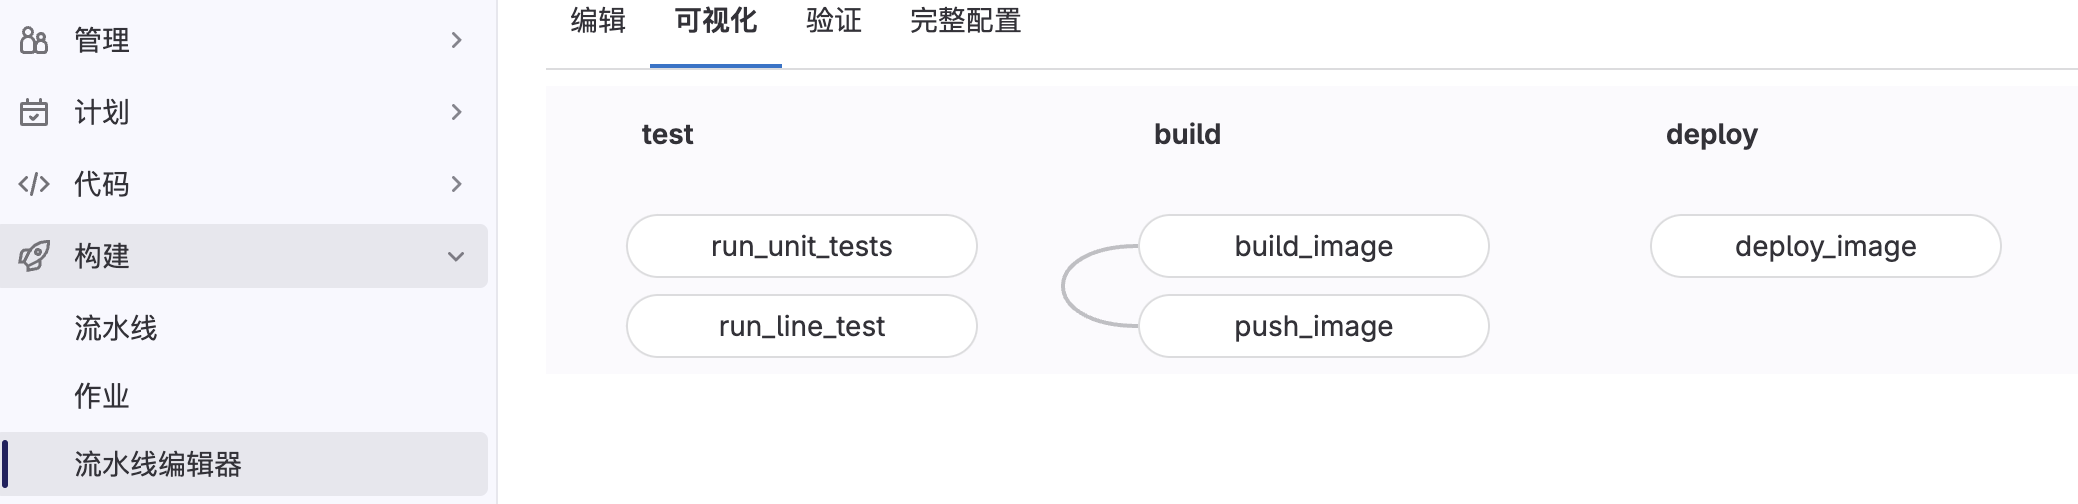 管理
计划
代码
构建
流水线
作业
流水线编辑器
编辑 可视化 验证 完整配置
test build deploy
run_unit_tests build_image deploy_image
run_line_test push_image